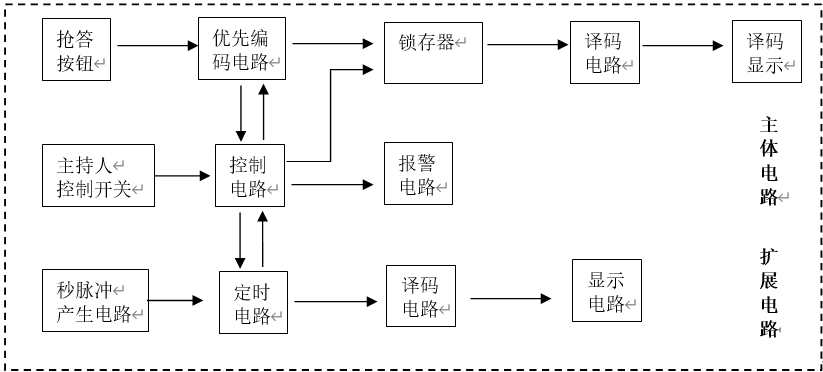 抢答
按钮
优先编
码电路
锁存器
译码
电路
译码
显示
主持人
控制开关
控制
电路
报警
电路
主
体
电
路
秒脉冲
产生电路
定时
电路
译码
电路
显示
电路
扩
展
电
路